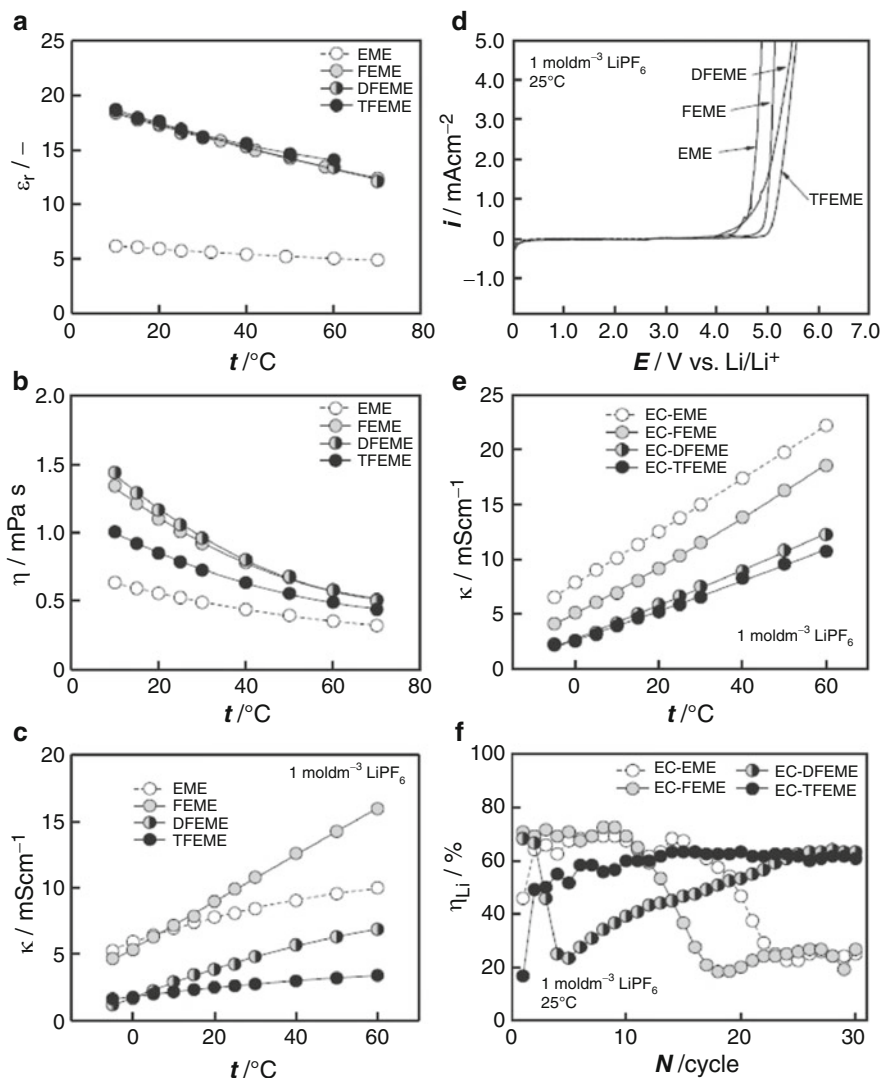 a
EME
FEME
DFEME
TFEME
25
20
15
10
5
0
εr / −
0 20 40 60 80
t /°C
b
EME
FEME
DFEME
TFEME
2.0
1.5
1.0
0.5
0
η / mPa s
0 20 40 60 80
t /°C
c
1 moldm−3 LiPF6
EME
FEME
DFEME
TFEME
20
15
10
5
0
κ / mScm−1
0 20 40 60
t /°C
d
1 moldm−3 LiPF6
25°C
DFEME
FEME
EME
TFEME
5.0
4.0
3.0
2.0
1.0
0
−1.0
i / mAcm−2
0 1.0 2.0 3.0 4.0 5.0 6.0 7.0
E / V vs. Li/Li+
e
EC-EME
EC-FEME
EC-DFEME
EC-TFEME
25
20
15
10
5
0
κ / mScm−1
1 moldm−3 LiPF6
0 20 40 60
t /°C
f
EC-EME
EC-FEME
EC-DFEME
EC-TFEME
100
80
60
40
20
0
ηLi / %
1 moldm−3 LiPF6
25°C
0 10 20 30
N /cycle